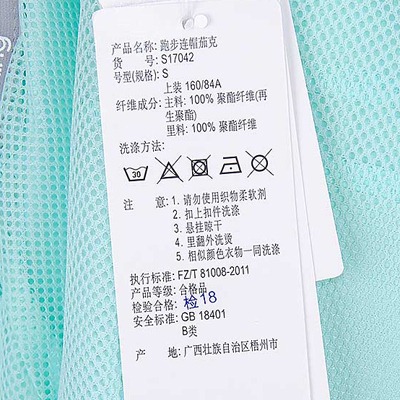 产品名称: 跑步连帽茄克
货 号: S17042
号型(规格): S
上装 160/84A
纤维成分: 主料: 100% 聚酯纤维(再
生聚酯)
里料: 100% 聚酯纤维
洗涤方式:
30
注 意: 1. 请勿使用织物柔软剂
2. 扣上扣件洗涤
3. 悬挂晾干
4. 里翻外洗烫
5. 相似颜色衣物一同洗涤
执行标准: FZ/T 81008-2011
产品等级: 合格品
检验合格: 检18
安全标准: GB 18401
B类
产 地: 广西壮族自治区梧州市